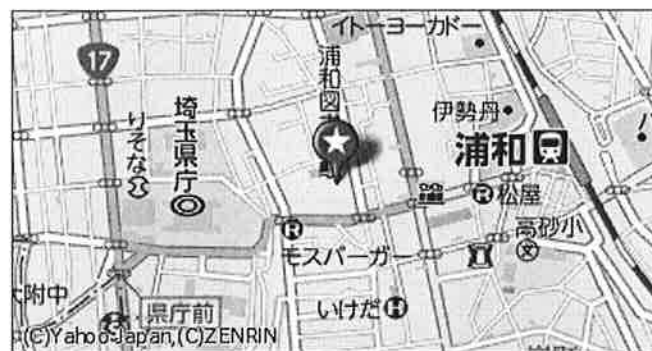 イトーヨーカドー
17
浦和図
町
伊勢丹
浦和
埼玉県庁
りそな
松屋
高砂小
モスバーガー
大附中
県庁前
いけだ
(C)Yahoo Japan,(C)ZENRIN